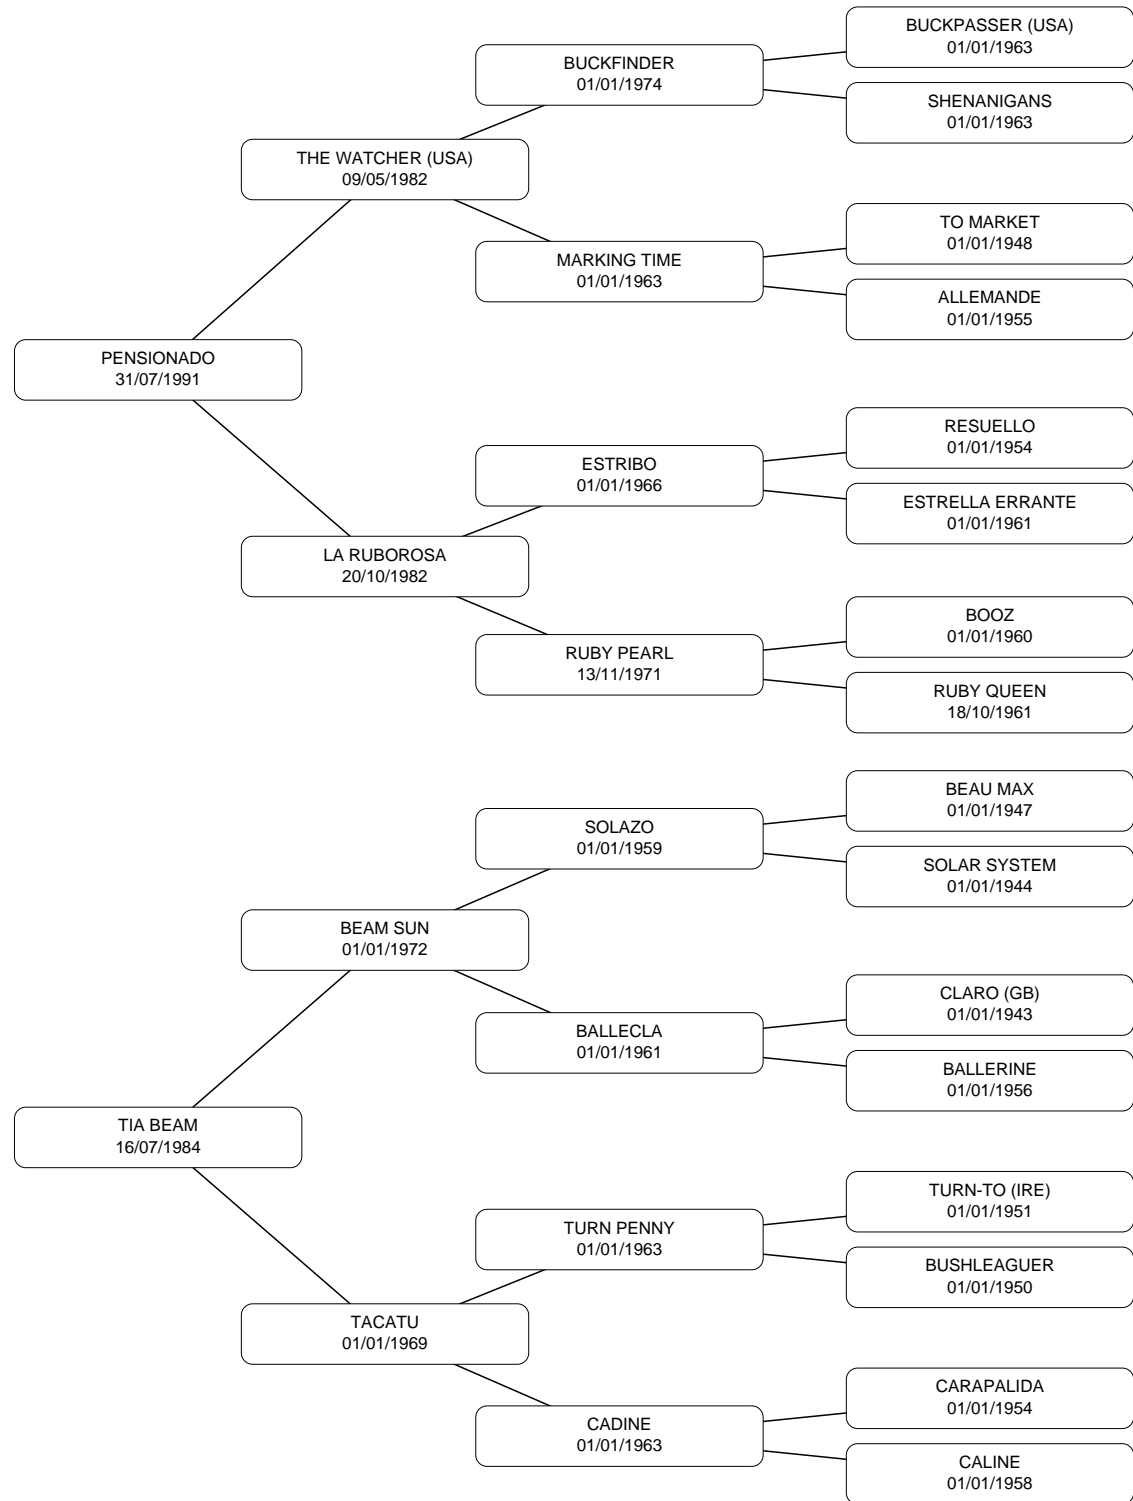 BUCKPASSER (USA)
01/01/1963
BUCKFINDER
01/01/1974
SHENANIGANS
01/01/1963
THE WATCHER (USA)
09/05/1982
TO MARKET
01/01/1948
MARKING TIME
01/01/1963
ALLEMANDE
01/01/1955
PENSIONADO
31/07/1991
RESUELLO
01/01/1954
ESTRIBO
01/01/1966
ESTRELLA ERRANTE
01/01/1961
LA RUBOROSA
20/10/1982
BOOZ
01/01/1960
RUBY PEARL
13/11/1971
RUBY QUEEN
18/10/1961
BEAU MAX
01/01/1947
SOLAZO
01/01/1959
SOLAR SYSTEM
01/01/1944
BEAM SUN
01/01/1972
CLARO (GB)
01/01/1943
BALLECLA
01/01/1961
BALLERINE
01/01/1956
TIA BEAM
16/07/1984
TURN-TO (IRE)
01/01/1951
TURN PENNY
01/01/1963
BUSHLEAGUER
01/01/1950
TACATU
01/01/1969
CARAPALIDA
01/01/1954
CADINE
01/01/1963
CALINE
01/01/1958